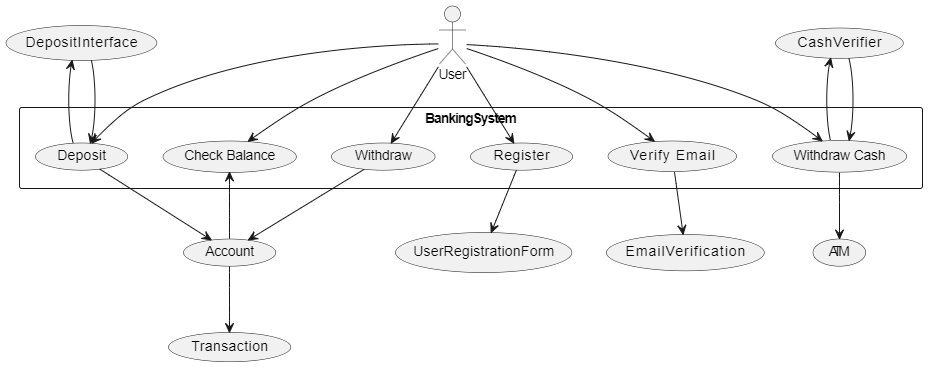 DepositInterface
CashVerifier
User
BankingSystem
Deposit
Check Balance
Withdraw
Register
Verify Email
Withdraw Cash
Account
UserRegistrationForm
EmailVerification
ATM
Transaction